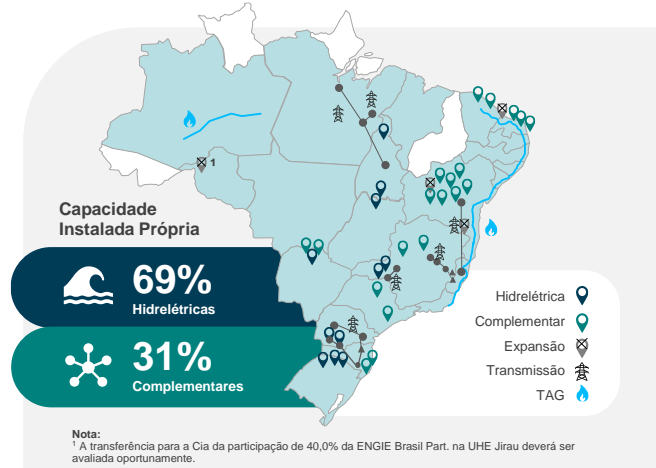 1
Capacidade
Instalada Própria
69%
Hidrelétricas
31%
Complementares
Hidrelétrica
Complementar
Expansão
Transmissão
TAG
Nota:
¹ A transferência para a Cia da participação de 40,0% da ENGIE Brasil Part. na UHE Jirau deverá ser
avaliada oportunamente.